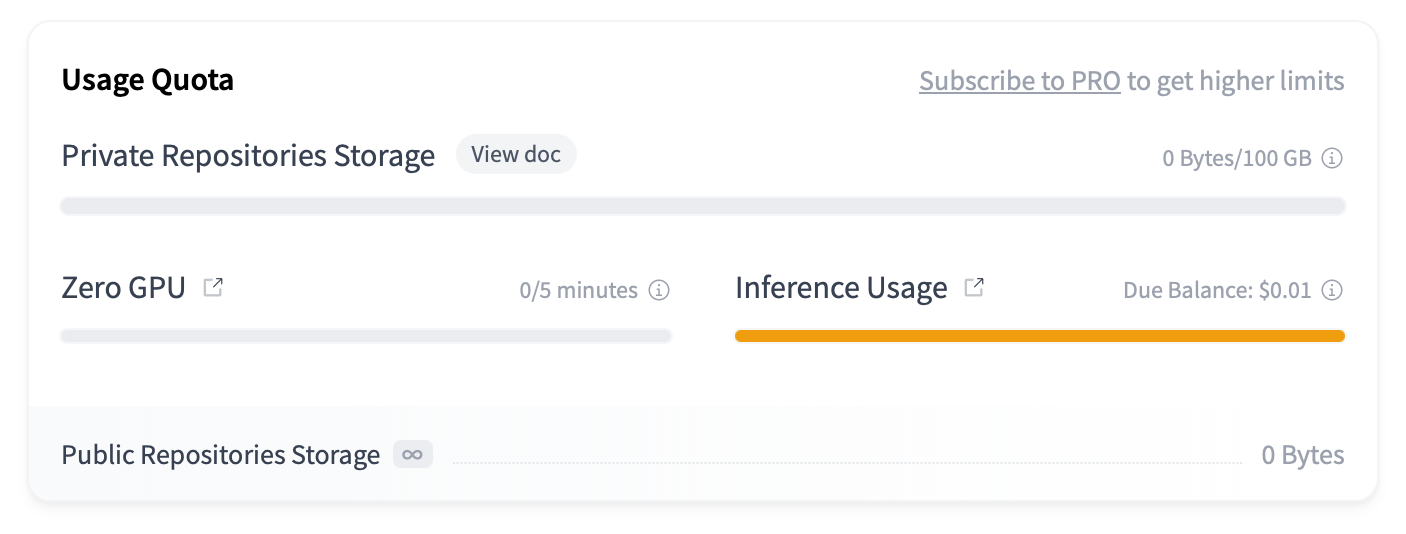 Usage Quota
Subscribe to PRO to get higher limits
Private Repositories Storage View doc 0 Bytes/100 GB
Zero GPU 0/5 minutes
Inference Usage Due Balance: $0.01
Public Repositories Storage ∞ 0 Bytes